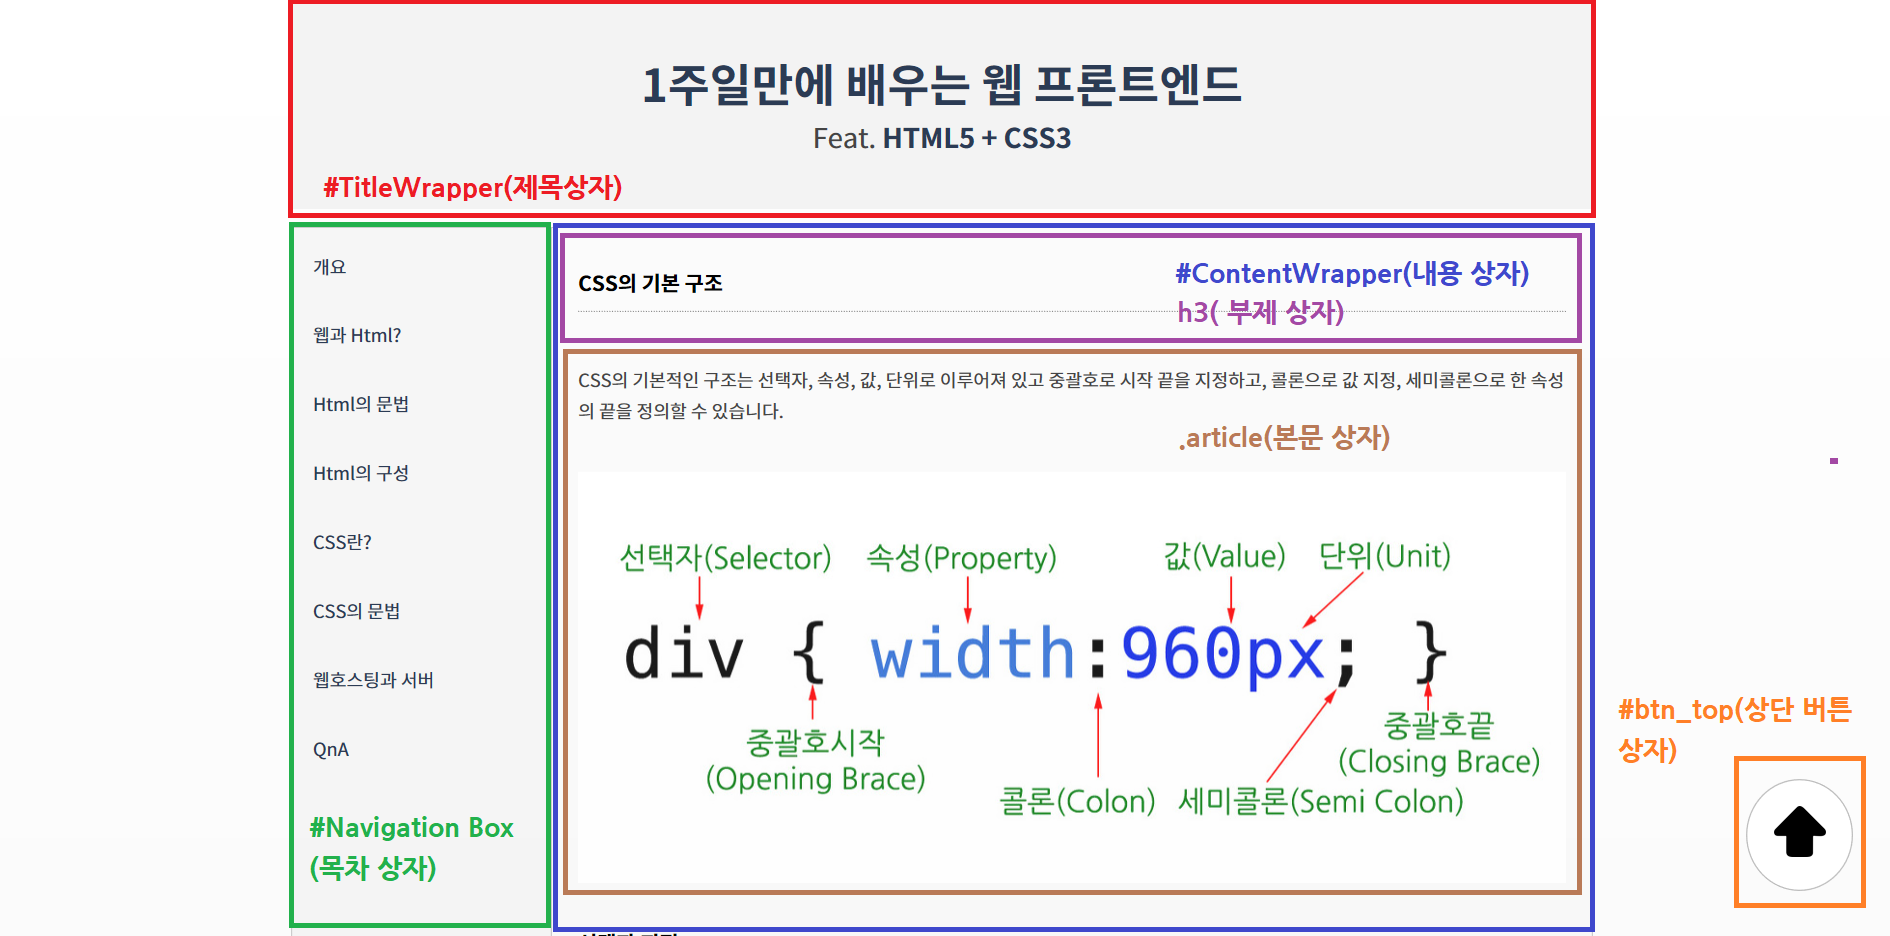 1주일만에 배우는 웹 프론트엔드
Feat. HTML5 + CSS3
#TitleWrapper(제목상자)
개요
웹과 Html?
Html의 문법
Html의 구성
CSS란?
CSS의 문법
웹호스팅과 서버
QnA
#Navigation Box
(목차 상자)
CSS의 기본 구조
#ContentWrapper(내용 상자)
h3( 부제 상자)
CSS의 기본적인 구조는 선택자, 속성, 값, 단위로 이루어져 있고 중괄호로 시작 끝을 지정하고, 콜론으로 값 지정, 세미콜론으로 한 속성
의 끝을 정의할 수 있습니다.
.article(본문 상자)
선택자(Selector) 속성(Property) 값(Value) 단위(Unit)
div { width:960px; }
중괄호시작
(Opening Brace)
콜론(Colon) 세미콜론(Semi Colon)
중괄호끝
(Closing Brace)
#btn_top(상단 버튼
상자)